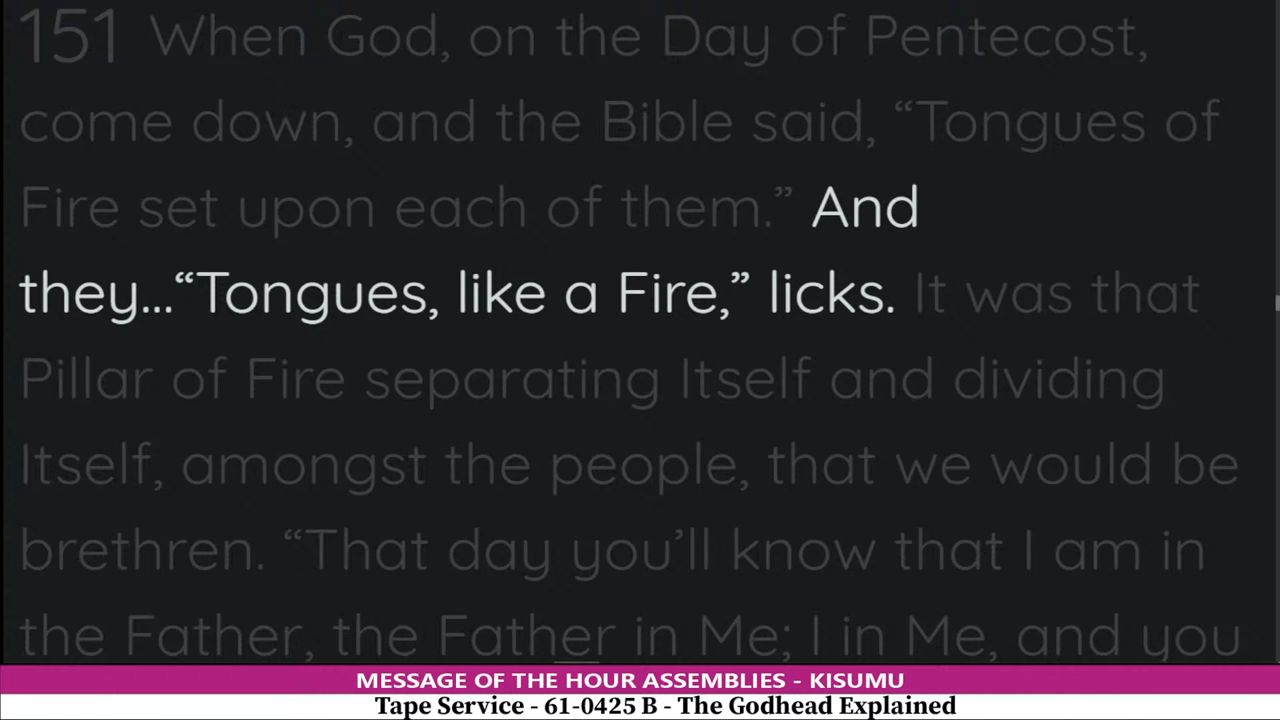 151 When God, on the Day of Pentecost,
come down, and the Bible said, “Tongues of
Fire set upon each of them.” And
they...“Tongues, like a Fire,” licks. It was that
Pillar of Fire separating Itself and dividing
Itself, amongst the people, that we would be
brethren. “That day you’ll know that I am in
the Father, the Father in Me; I in Me, and you
MESSAGE OF THE HOUR ASSEMBLIES - KISUMU
Tape Service - 61-0425 B - The Godhead Explained